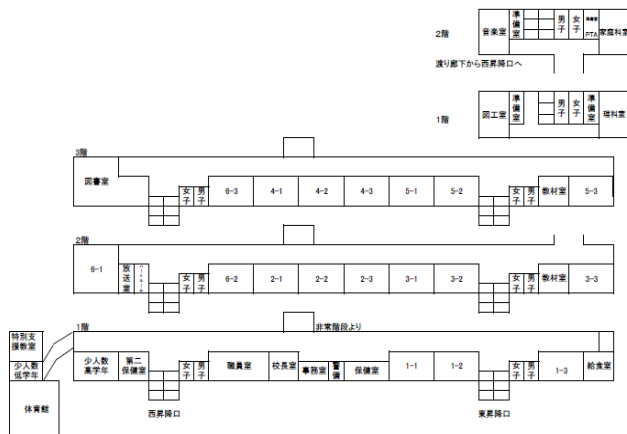 2階
音楽室
準備室
男子
女子
PTA
家庭科室
渡り廊下から西昇降口へ
1階
図工室
準備室
男子
女子
準備室
理科室
3階
図書室
女子
男子
6-3
4-1
4-2
4-3
5-1
5-2
女子
男子
教材室
5-3
2階
6-1
放送室
女子
男子
6-2
2-1
2-2
2-3
3-1
3-2
女子
男子
教材室
3-3
1階
非常階段より
特別支援教室
少人数低学年
体育館
少人数高学年
第二保健室
女子
男子
職員室
校長室
事務室
警備
保健室
1-1
1-2
女子
男子
1-3
給食室
西昇降口
東昇降口